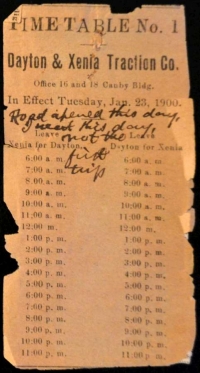 TIME TABLE No. 1
Dayton & Xenia Traction Co.
Office 16 and 18 Canby Bldg.
In Effect Tuesday, Jan. 23, 1900.
Road opened this day,
I went this day,
Leave Leave
not the
Xenia for Dayton. Dayton for Xenia
first
trip
6:00 a. m. 6:00 a. m.
7:00 a. m. 7:00 a. m.
8:00 a. m. 8:00 a. m.
9:00 a. m. 9:00 a. m.
10:00 a. m. 10:00 a. m.
11:00 a. m. 11:00 a. m.
12:00 m. 12:00 m.
1:00 p. m. 1:00 p. m.
2:00 p. m. 2:00 p. m.
3:00 p. m. 3:00 p. m.
4:00 p. m. 4:00 p. m.
5:00 p. m. 5:00 p. m.
6:00 p. m. 6:00 p. m.
7:00 p. m. 7:00 p. m.
8:00 p. m. 8:00 p. m.
9:00 p. m. 9:00 p. m.
10:00 p. m. 10:00 p. m.
11:00 p. m. 11:00 p. m.